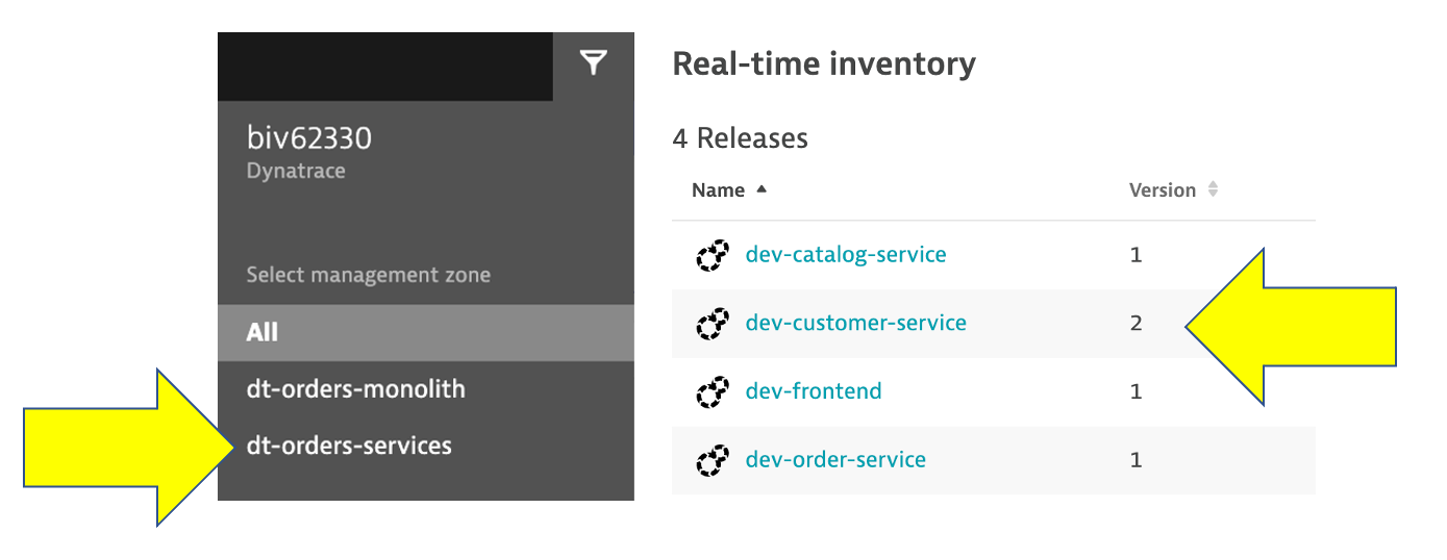 biv62330
Dynatrace
Select management zone
All
dt-orders-monolith
dt-orders-services
Real-time inventory
4 Releases
Name Version
dev-catalog-service 1
dev-customer-service 2
dev-frontend 1
dev-order-service 1